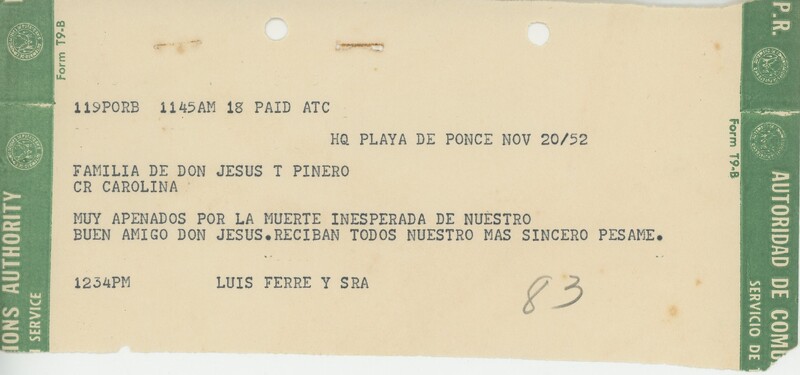 Form T9-B
119PORB 1145AM 18 PAID ATC
HQ PLAYA DE PONCE NOV 20/52
FAMILIA DE DON JESUS T PINERO
CR CAROLINA
MUY APENADOS POR LA MUERTE INESPERADA DE NUESTRO
BUEN AMIGO DON JESUS.RECIBAN TODOS NUESTRO MAS SINCERO PESAME.
1234PM LUIS FERRE Y SRA
83
IONS AUTHORITY
SERVICE
P.R.
Form T9-B
AUTORIDAD DE COMU
SERVICIO DE